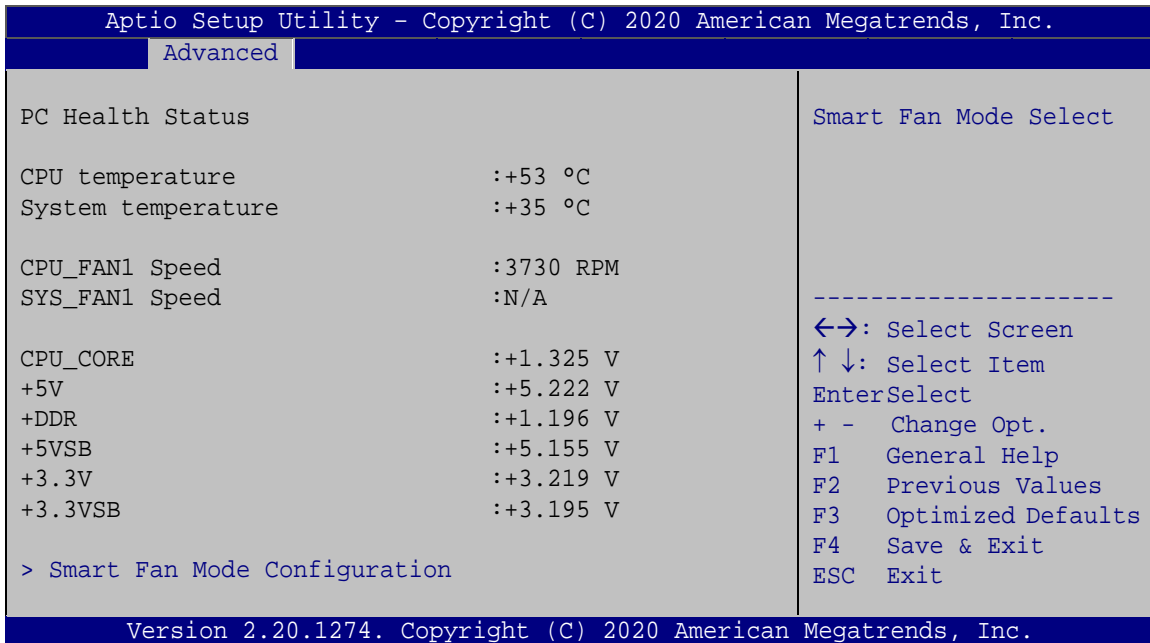 Aptio Setup Utility – Copyright (C) 2020 American Megatrends, Inc.
Advanced
PC Health Status
CPU temperature :+53 °C
System temperature :+35 °C
CPU_FAN1 Speed :3730 RPM
SYS_FAN1 Speed :N/A
CPU_CORE :+1.325 V
+5V :+5.222 V
+DDR :+1.196 V
+5VSB :+5.155 V
+3.3V :+3.219 V
+3.3VSB :+3.195 V
> Smart Fan Mode Configuration
Smart Fan Mode Select
---------------------
←→: Select Screen
↑ ↓: Select Item
EnterSelect
+ - Change Opt.
F1 General Help
F2 Previous Values
F3 Optimized Defaults
F4 Save & Exit
ESC Exit
Version 2.20.1274. Copyright (C) 2020 American Megatrends, Inc.